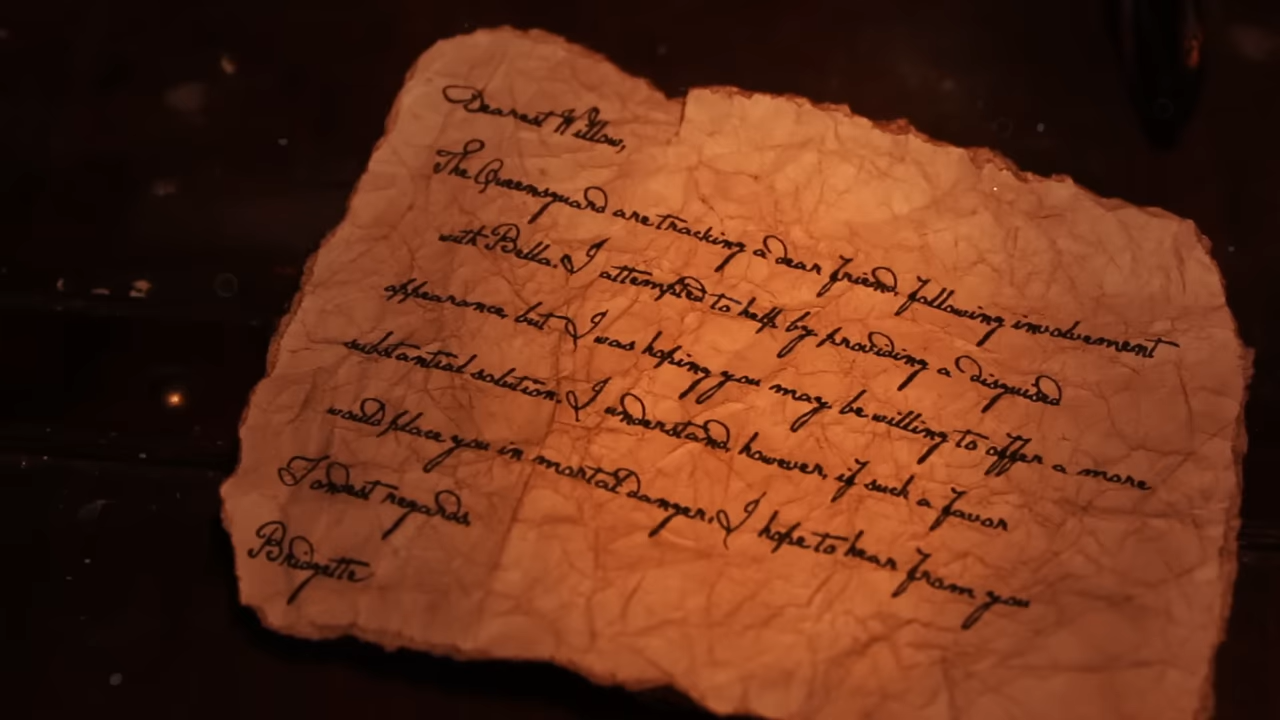 Dearest Willow,
The Queensguard are tracking a dear friend, following involvement
with Bella. I attempted to help by providing a disguised
appearance, but I was hoping you may be willing to offer a more
substantial solution. I understand, however, if such a favor
would place you in mortal danger. I hope to hear from you
Fondest regards
Bridgette